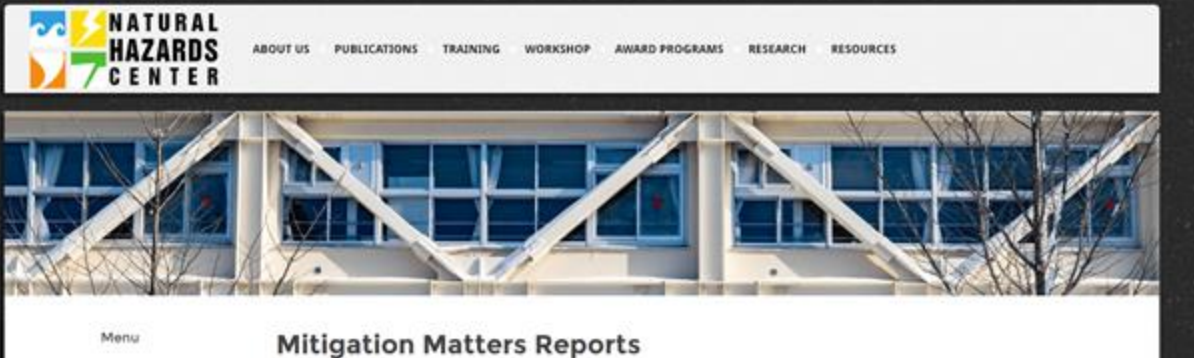 NATURAL
HAZARDS
CENTER
ABOUT US PUBLICATIONS TRAINING WORKSHOP AWARD PROGRAMS RESEARCH RESOURCES
Menu
Mitigation Matters Reports